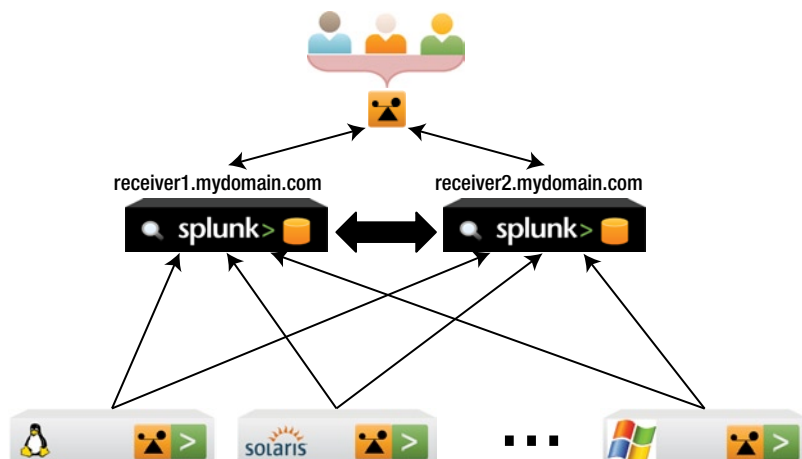 receiver1.mydomain.com
receiver2.mydomain.com
splunk>
splunk>
>
solaris
>
>